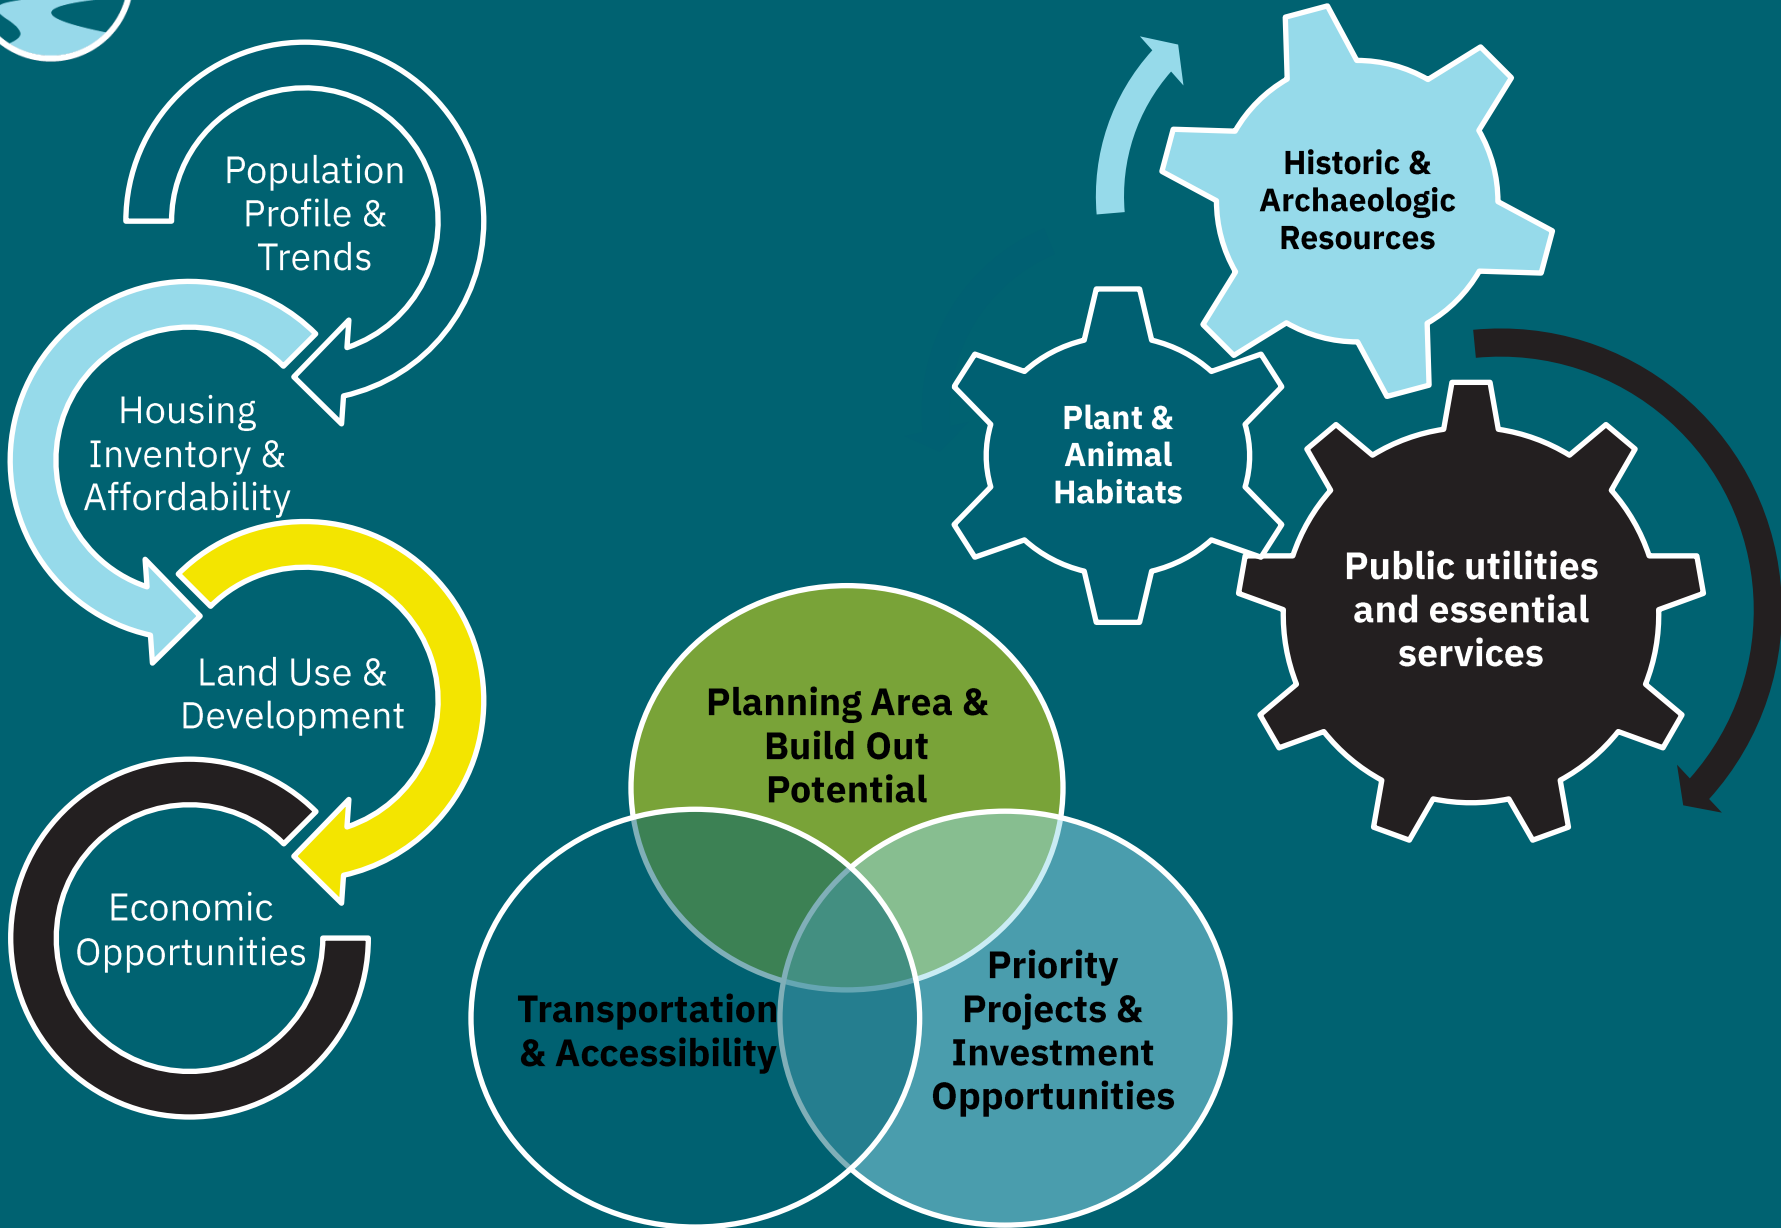 Population
Profile &
Trends
Housing
Inventory &
Affordability
Land Use &
Development
Economic
Opportunities
Planning Area &
Build Out
Potential
Transportation
& Accessibility
Priority
Projects &
Investment
Opportunities
Historic &
Archaeologic
Resources
Plant &
Animal
Habitats
Public utilities
and essential
services